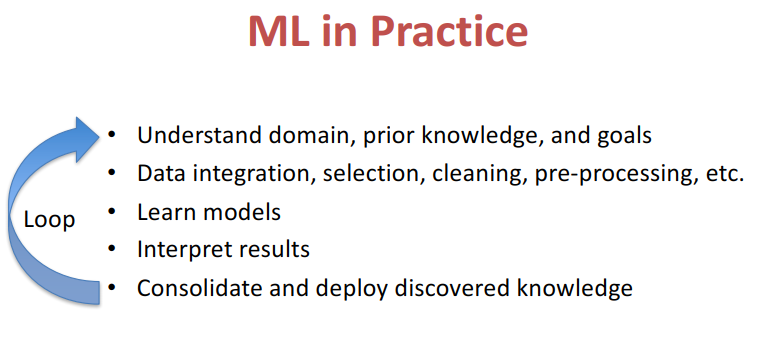 ML in Practice
• Understand domain, prior knowledge, and goals
• Data integration, selection, cleaning, pre-processing, etc.
Loop
• Learn models
• Interpret results
• Consolidate and deploy discovered knowledge